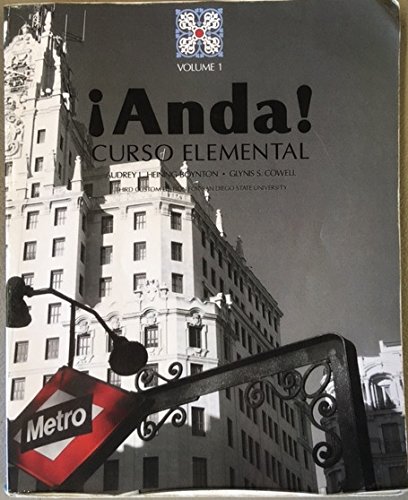 VOLUME 1
¡Anda!
CURSO ELEMENTAL
AUDREY L. HEINING-BOYNTON • GLYNIS S. COWELL
THIRD CUSTOM EDITION FOR SAN DIEGO STATE UNIVERSITY
Metro